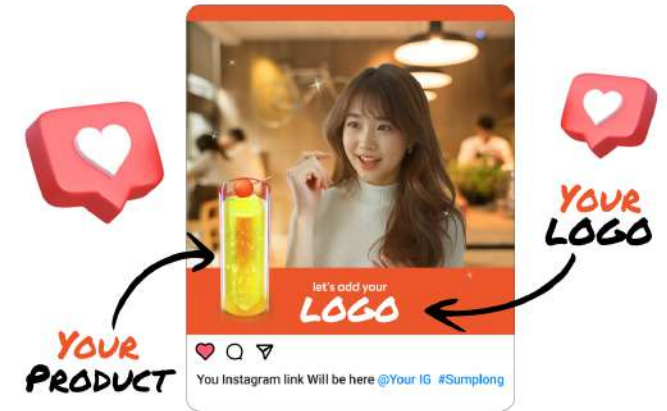 let's add your
LOGO
YOUR
LOGO
YOUR
PRODUCT
You Instagram link Will be here @Your IG #Sumplong